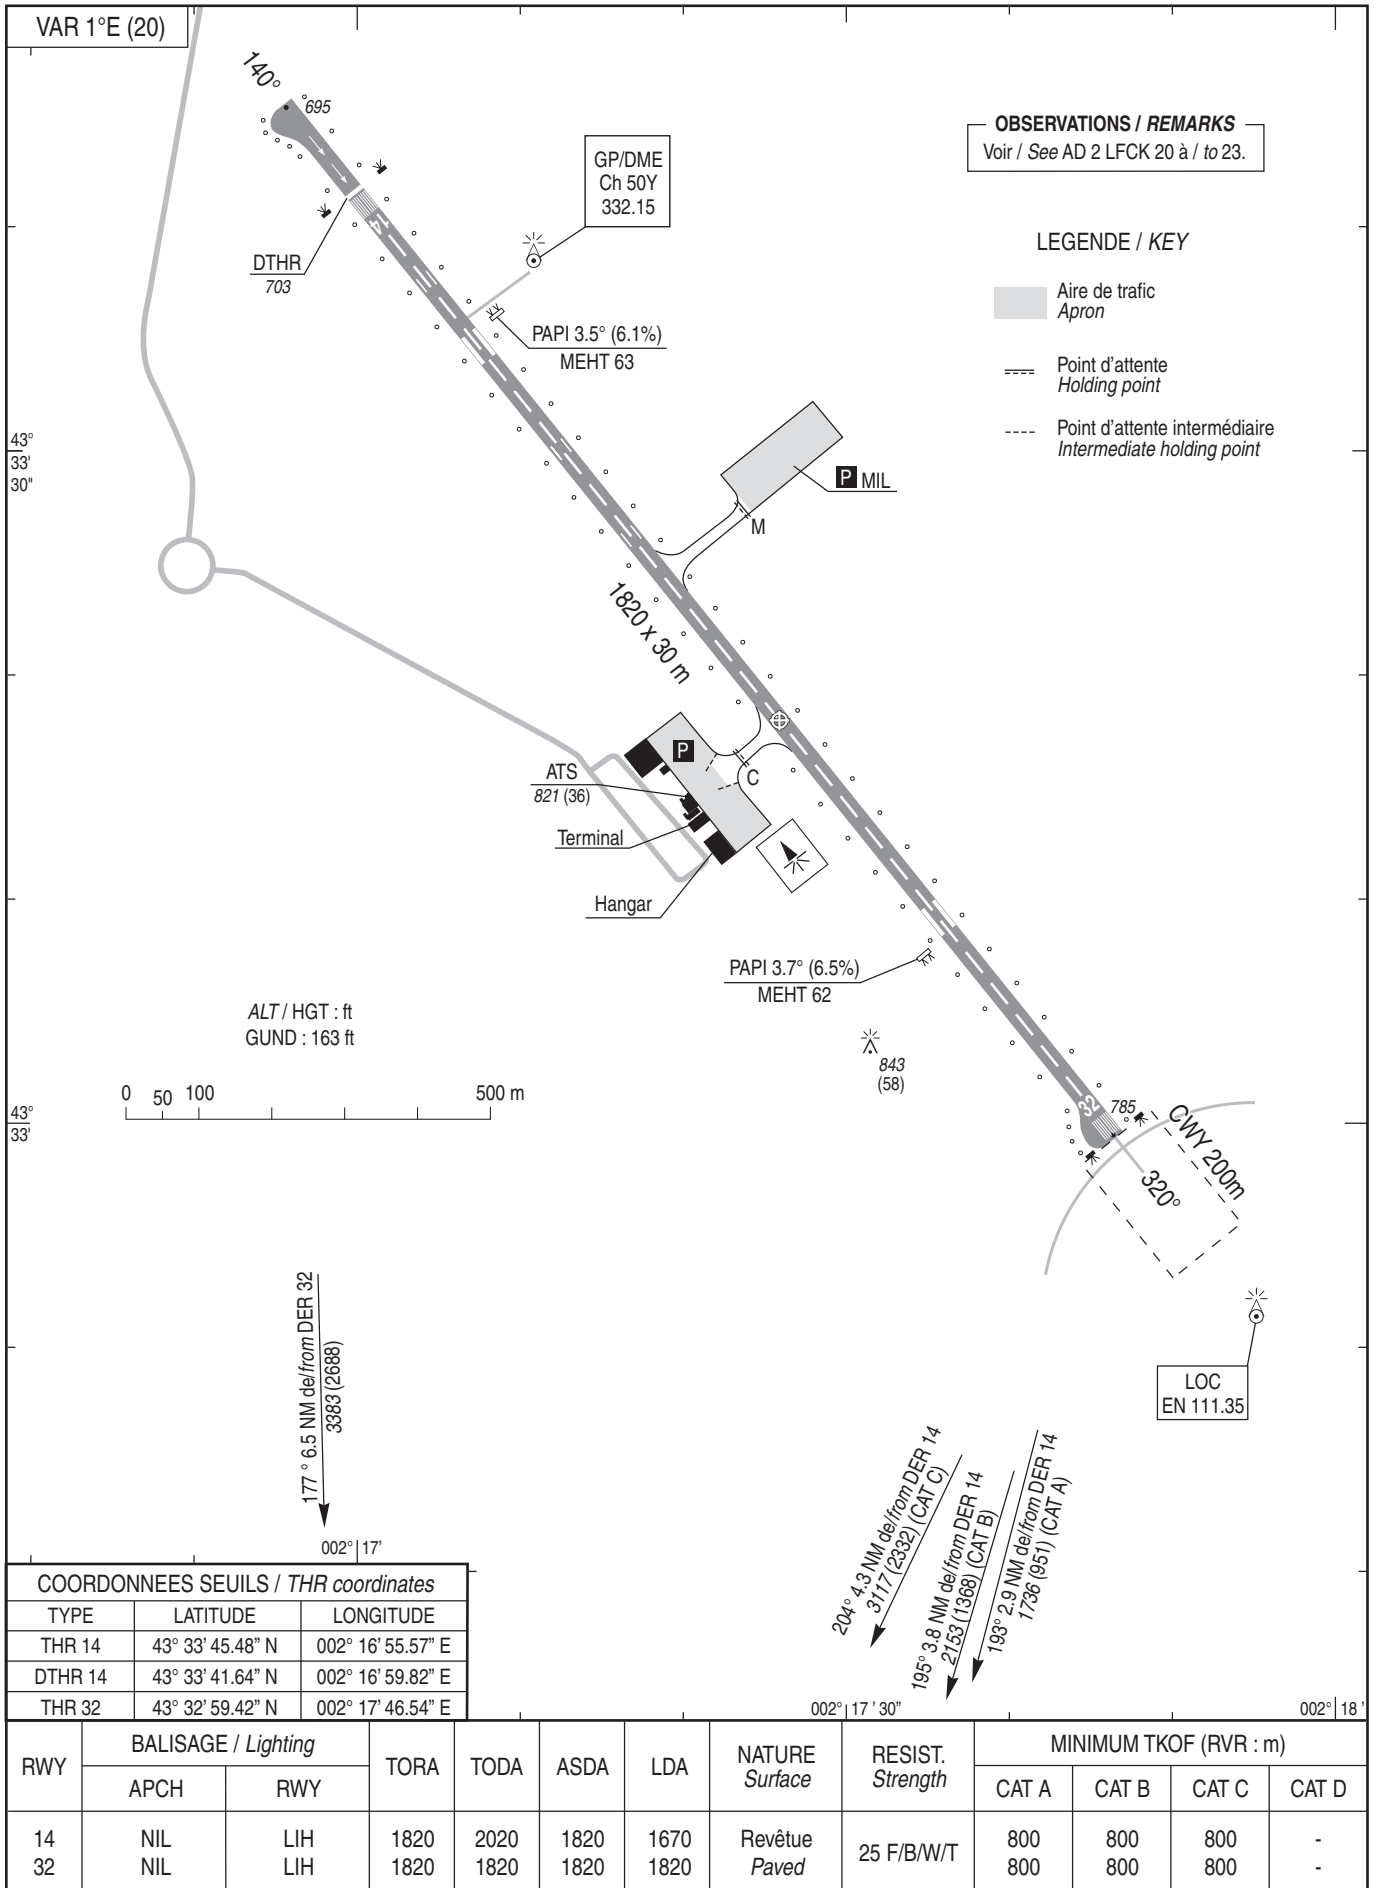 VAR 1°E (20)
140°
695
OBSERVATIONS / REMARKS
Voir / See AD 2 LFCK 20 à / to 23.
GP/DME
Ch 50Y
332.15
LEGENDE / KEY
14
DTHR
703
Aire de trafic
Apron
PAPI 3.5° (6.1%)
MEHT 63
Point d'attente
Holding point
Point d'attente intermédiaire
Intermediate holding point
43°
33'
30"
P MIL
M
1820 x 30 m
P
C
ATS
821 (36)
Terminal
Hangar
PAPI 3.7° (6.5%)
MEHT 62
ALT / HGT : ft
GUND : 163 ft
843
(58)
0 50 100 500 m
43°
33'
32
785
CWY 200m
320°
177 ° 6.5 NM de/from DER 32
3383 (2688)
LOC
EN 111.35
204° 4.3 NM de/from DER 14
3117 (2332) (CAT C)
195° 3.8 NM de/from DER 14
2153 (1368) (CAT B)
193° 2.9 NM de/from DER 14
1736 (951) (CAT A)
002° 17'
002° 17 ' 30"
002° 18 '
COORDONNEES SEUILS / THR coordinates
TYPE LATITUDE LONGITUDE
THR 14 43° 33' 45.48" N 002° 16' 55.57" E
DTHR 14 43° 33' 41.64" N 002° 16' 59.82" E
THR 32 43° 32' 59.42" N 002° 17' 46.54" E
RWY BALISAGE / Lighting TORA TODA ASDA LDA NATURE RESIST. MINIMUM TKOF (RVR : m)
Surface Strength
APCH RWY CAT A CAT B CAT C CAT D
14 NIL LIH 1820 2020 1820 1670 Revêtue 25 F/B/W/T 800 800 800 -
32 NIL LIH 1820 1820 1820 1820 Paved 800 800 800 -